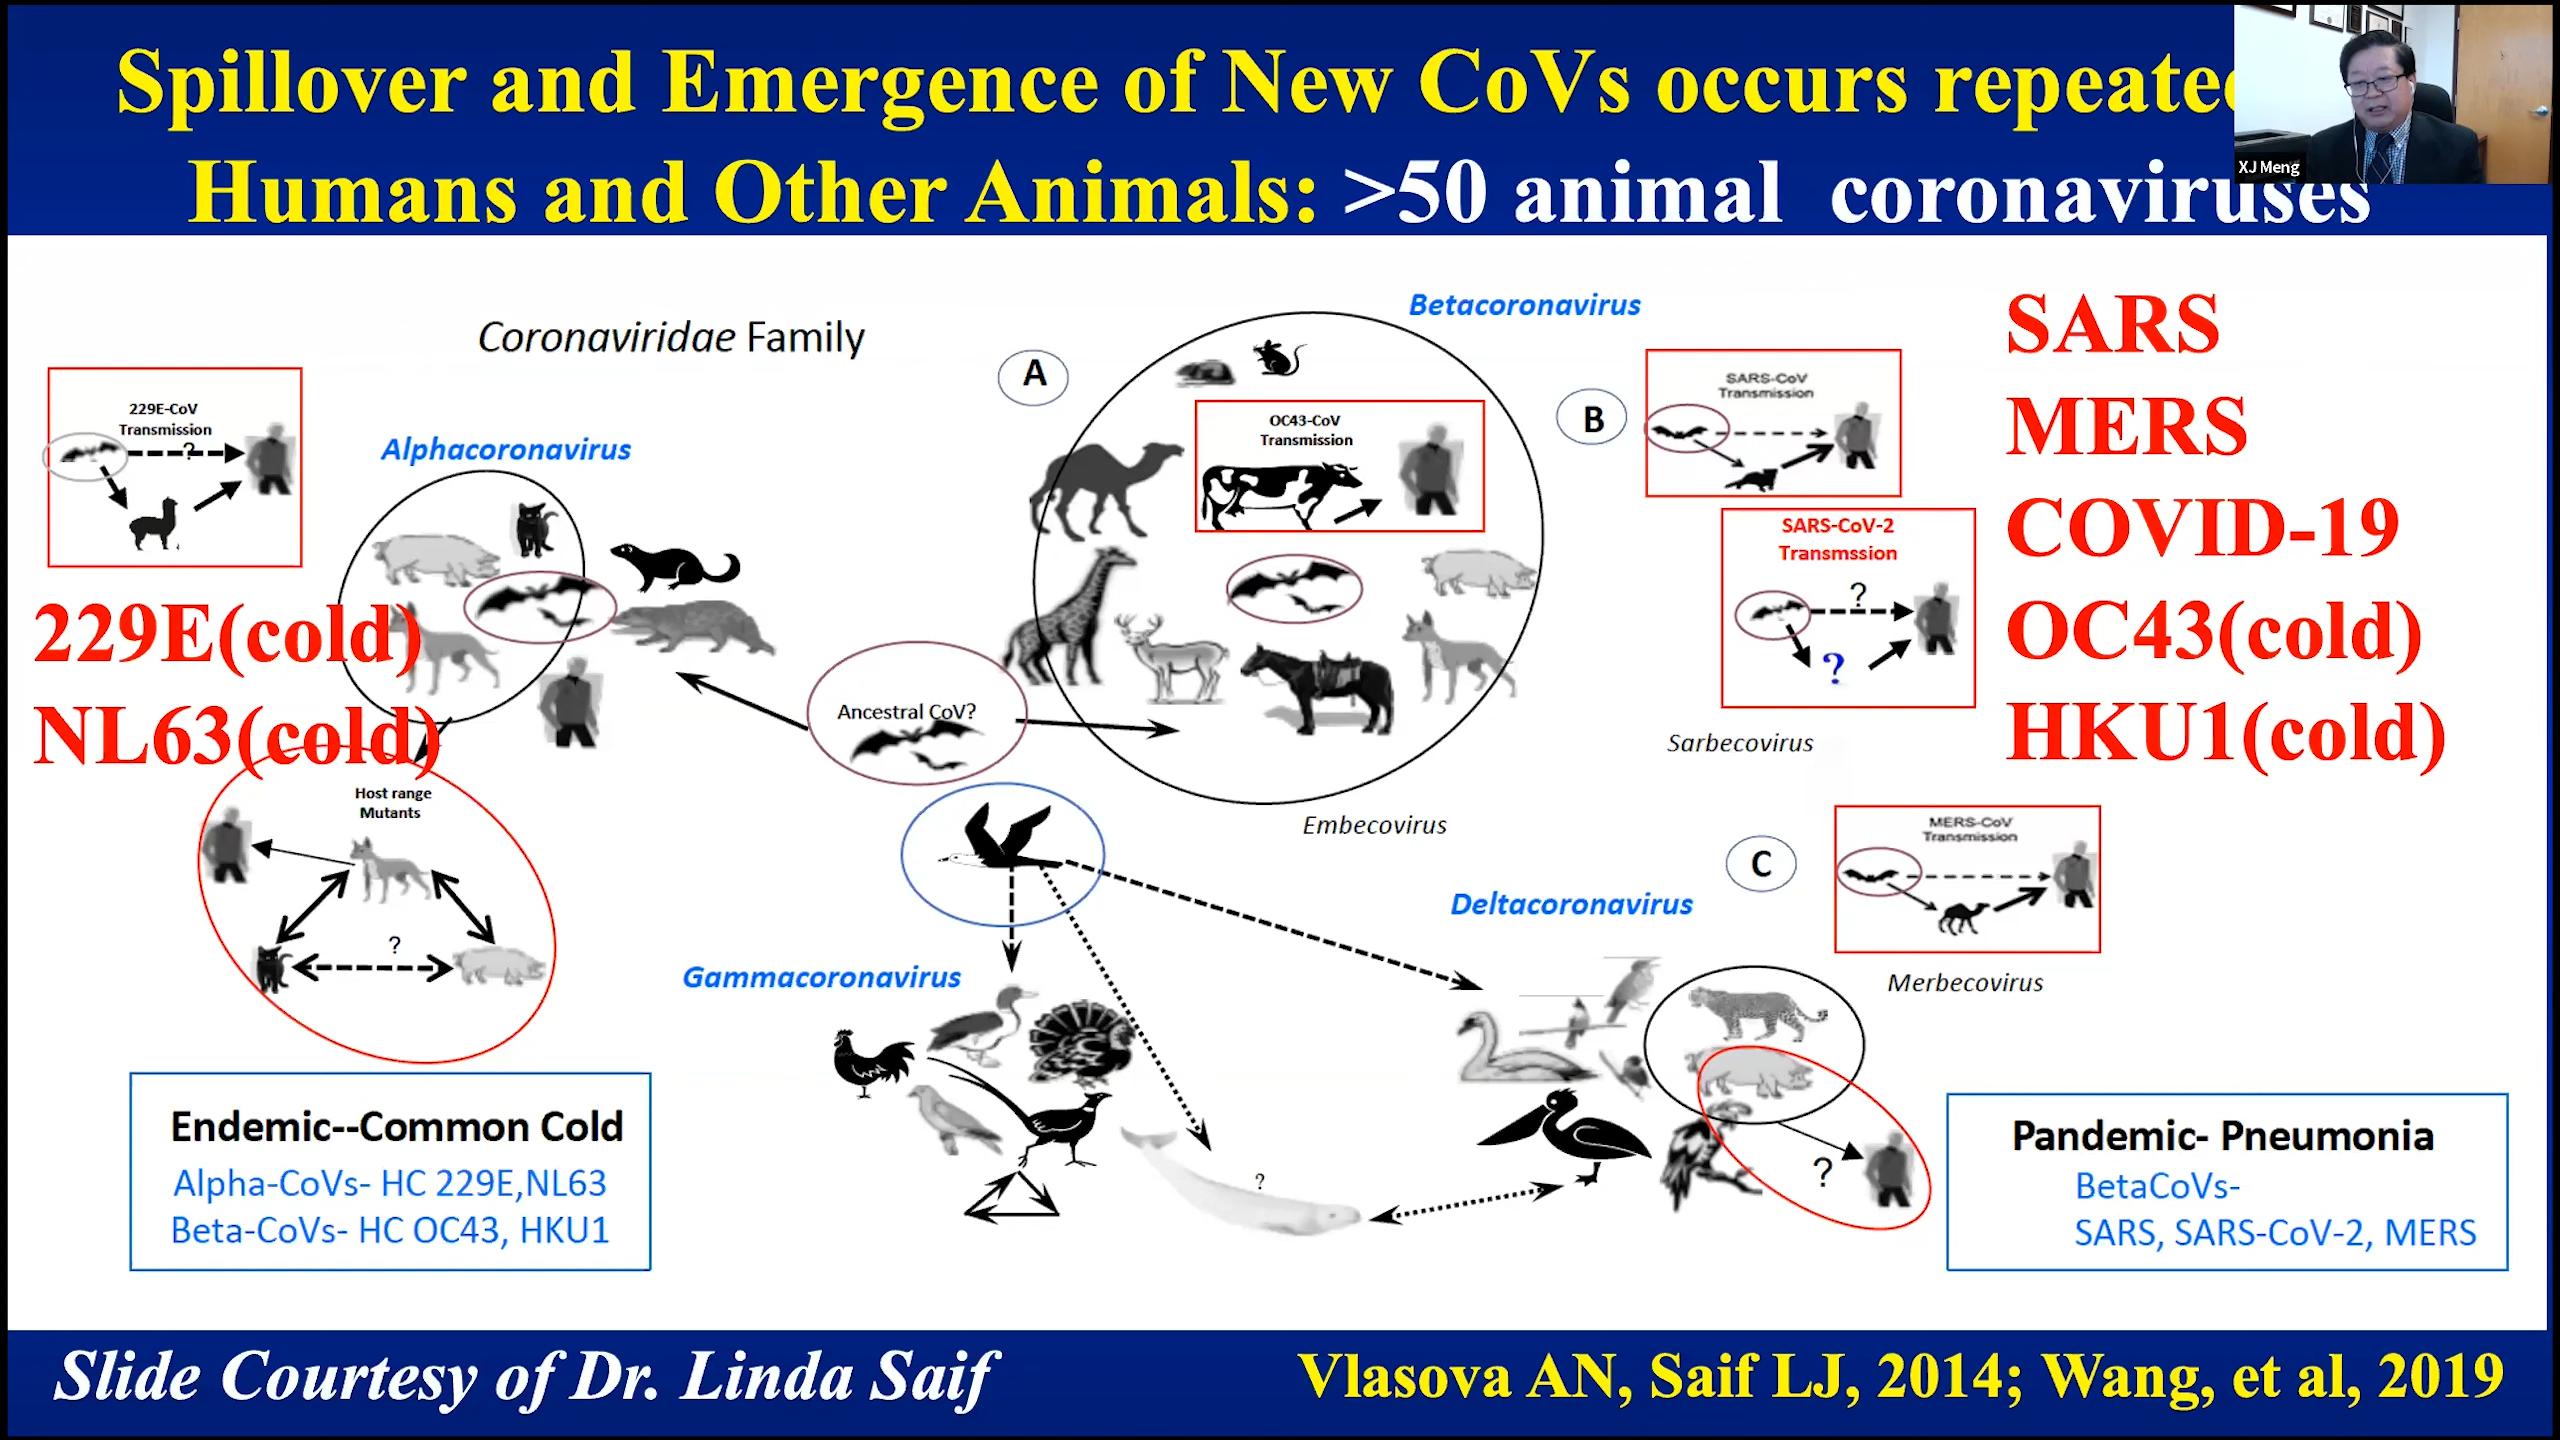 Spillover and Emergence of New CoVs occurs repeated
Humans and Other Animals: >50 animal coronaviruses
XJ Meng
Coronaviridae Family
229E-CoV
Transmission
?
229E(cold)
NL63(cold)
Alphacoronavirus
Host range
Mutants
?
Ancestral CoV?
A
Betacoronavirus
OC43-CoV
Transmission
Embecovirus
B
SARS-CoV
Transmission
SARS-CoV-2
Transmssion
?
?
Sarbecovirus
SARS
MERS
COVID-19
OC43(cold)
HKU1(cold)
C
MERS-CoV
Transmission
Merbecovirus
Gammacoronavirus
?
Deltacoronavirus
?
Endemic--Common Cold
Alpha-CoVs- HC 229E,NL63
Beta-CoVs- HC OC43, HKU1
Pandemic- Pneumonia
BetaCoVs-
SARS, SARS-CoV-2, MERS
Slide Courtesy of Dr. Linda Saif
Vlasova AN, Saif LJ, 2014; Wang, et al, 2019